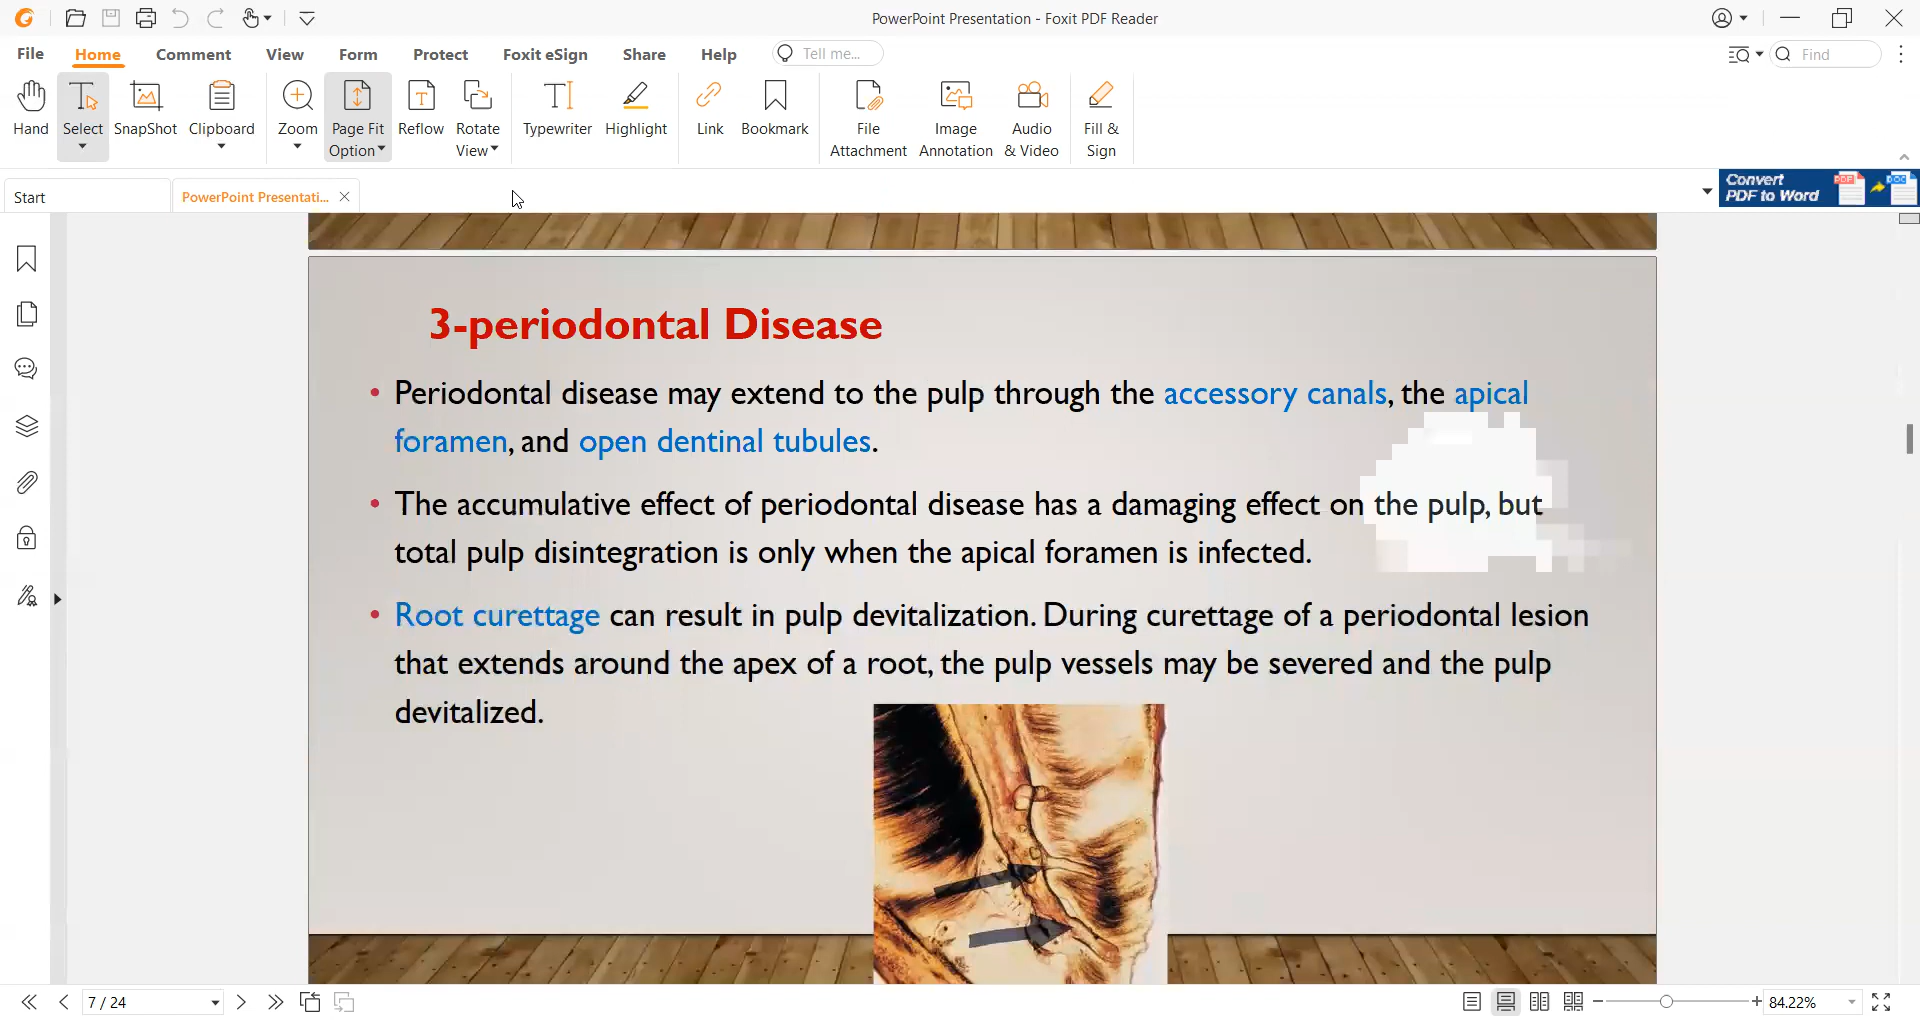 PowerPoint Presentation - Foxit PDF Reader
File Home Comment View Form Protect Foxit eSign Share Help Tell me... Find
Hand Select SnapShot Clipboard Zoom Page Fit Option Reflow Rotate View Typewriter Highlight Link Bookmark File Attachment Image Annotation Audio & Video Fill & Sign
Start PowerPoint Presentati...
Convert
PDF to Word
PDF DOC
3-periodontal Disease
• Periodontal disease may extend to the pulp through the accessory canals, the apical
foramen, and open dentinal tubules.
• The accumulative effect of periodontal disease has a damaging effect on the pulp, but
total pulp disintegration is only when the apical foramen is infected.
• Root curettage can result in pulp devitalization. During curettage of a periodontal lesion
that extends around the apex of a root, the pulp vessels may be severed and the pulp
devitalized.
7 / 24
84.22%